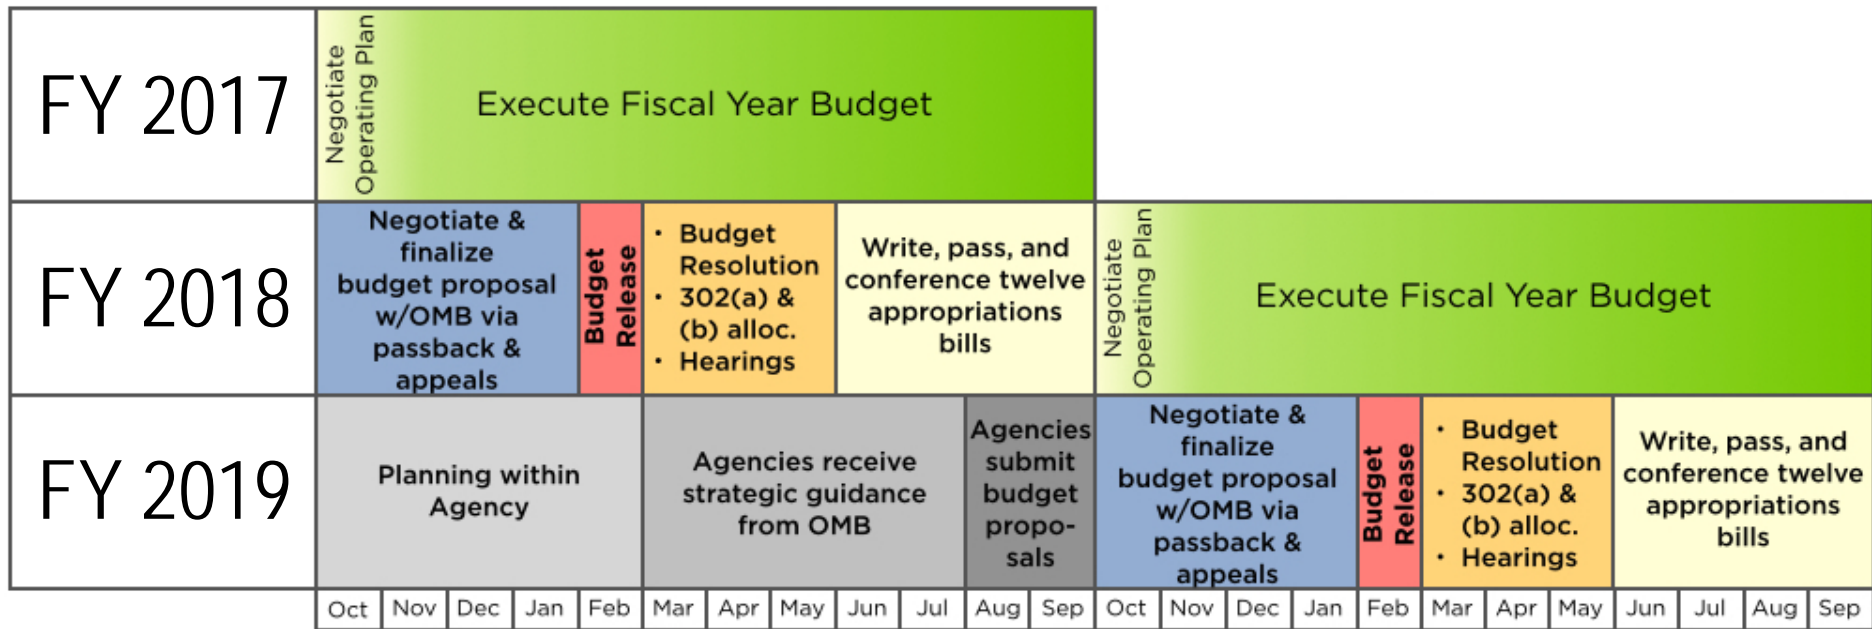 FY 2017
Negotiate
Operating Plan
Execute Fiscal Year Budget
FY 2018
Negotiate &
finalize
budget proposal
w/OMB via
passback &
appeals
Budget
Release
• Budget
Resolution
• 302(a) &
(b) alloc.
• Hearings
Write, pass, and
conference twelve
appropriations
bills
Negotiate
Operating Plan
Execute Fiscal Year Budget
FY 2019
Planning within
Agency
Agencies receive
strategic guidance
from OMB
Agencies
submit
budget
propo-
sals
Negotiate &
finalize
budget proposal
w/OMB via
passback &
appeals
Budget
Release
• Budget
Resolution
• 302(a) &
(b) alloc.
• Hearings
Write, pass, and
conference twelve
appropriations
bills
Oct Nov Dec Jan Feb Mar Apr May Jun Jul Aug Sep Oct Nov Dec Jan Feb Mar Apr May Jun Jul Aug Sep